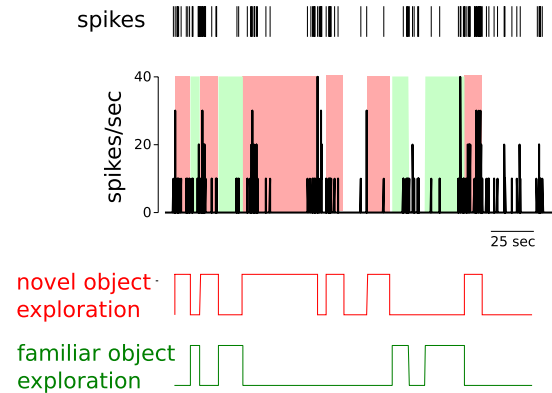 spikes
40
20
0
spikes/sec
25 sec
novel object
exploration
familiar object
exploration